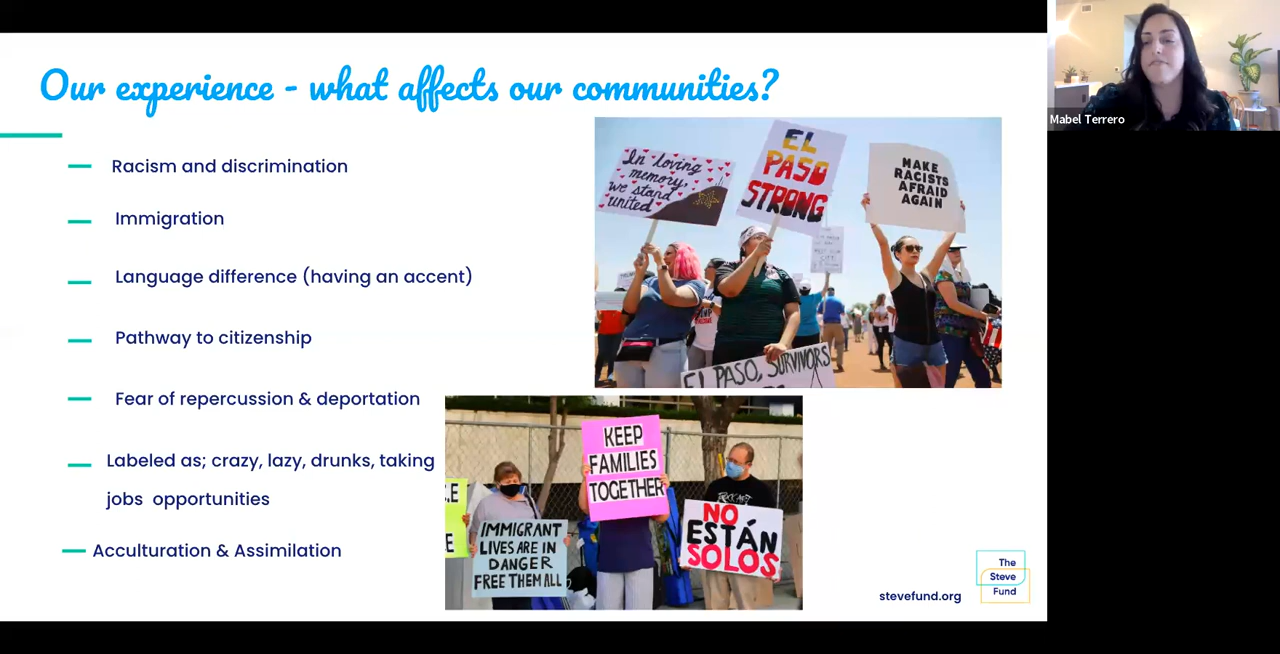 Our experience - what affects our communities?
Racism and discrimination
Immigration
Language difference (having an accent)
Pathway to citizenship
Fear of repercussion & deportation
Labeled as; crazy, lazy, drunks, taking
jobs opportunities
Acculturation & Assimilation
In loving
memory,
we stand
united
EL
PASO
STRONG
MAKE
RACISTS
AFRAID
AGAIN
EL PASO, SURVIVORS
KEEP
FAMILIES
TOGETHER
IMMIGRANT
LIVES ARE IN
DANGER
FREE THEM ALL
NO
ESTÁN
SOLOS
stevefund.org
The
Steve
Fund
Mabel Terrero